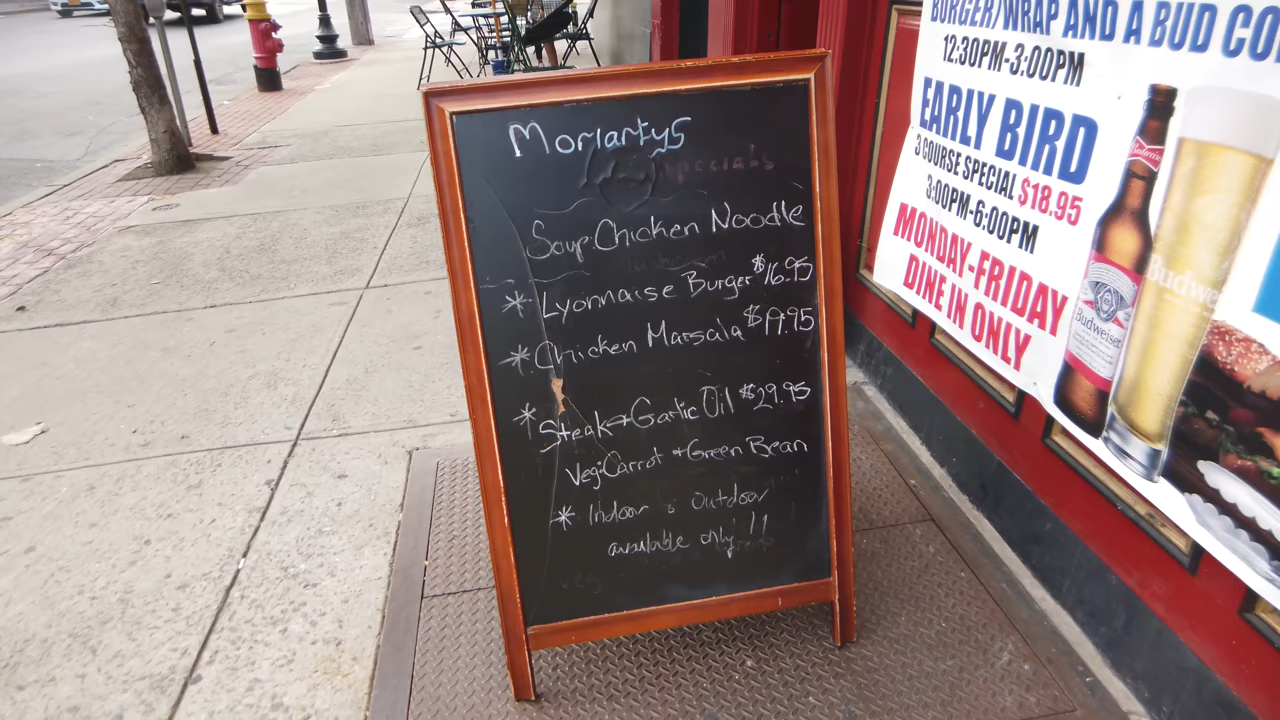 Moriartys
Specials
Soup: Chicken Noodle
* Lyonnaise Burger $16.95
* Chicken Marsala $19.95
* Steak + Garlic Oil $29.95
Veg: Carrot + Green Bean
* Indoor & Outdoor
available only!!
BURGER/WRAP AND A BUD CO
12:30PM-3:00PM
EARLY BIRD
3 COURSE SPECIAL $18.95
3:00PM-6:00PM
MONDAY-FRIDAY
DINE IN ONLY
Budweiser
Budweiser
Budwe